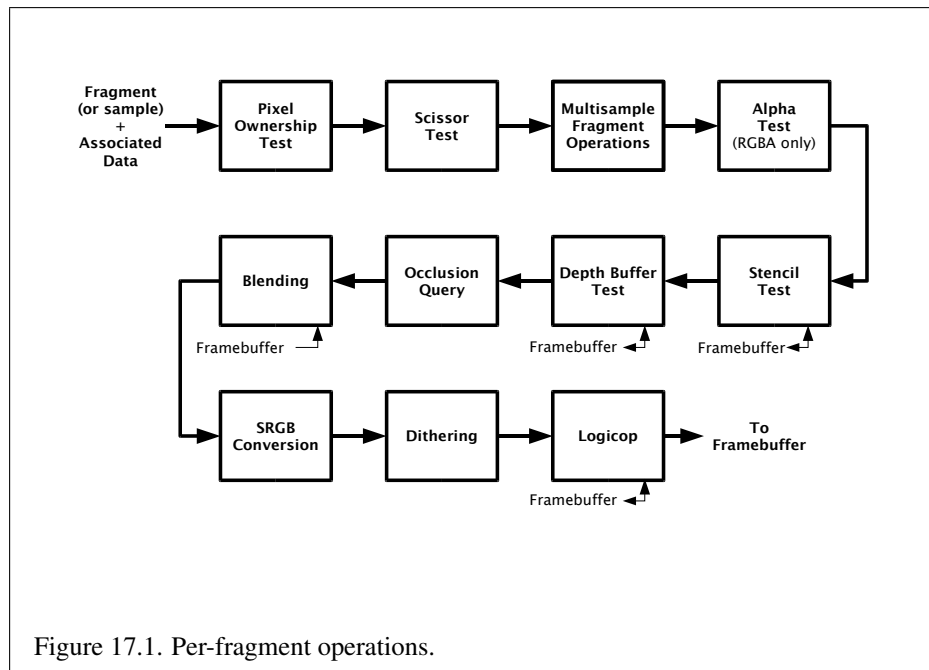 Fragment
(or sample)
+
Associated
Data
Pixel
Ownership
Test
Scissor
Test
Multisample
Fragment
Operations
Alpha
Test
(RGBA only)
Blending
Occlusion
Query
Depth Buffer
Test
Stencil
Test
Framebuffer
Framebuffer
Framebuffer
SRGB
Conversion
Dithering
Logicop
To
Framebuffer
Framebuffer
Figure 17.1. Per-fragment operations.